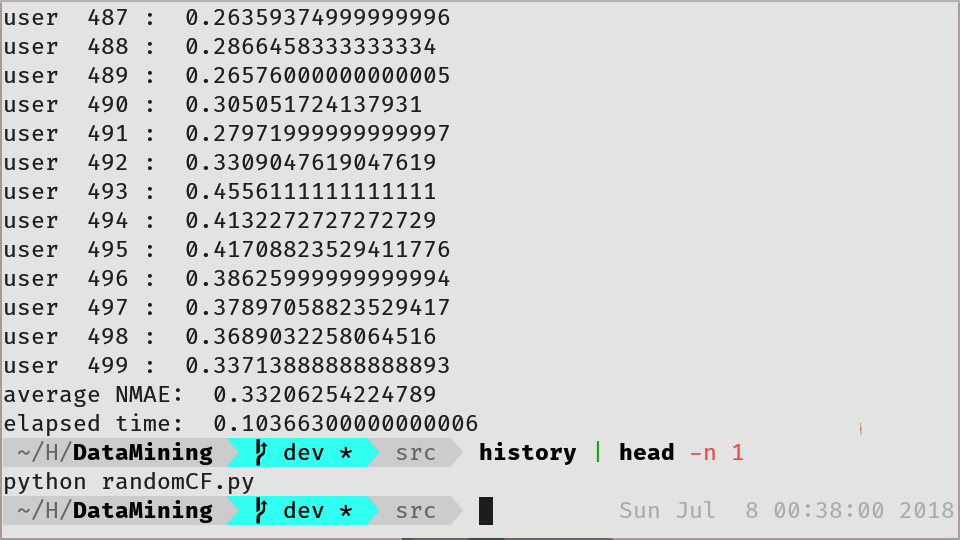 user  487 :  0.26359374999999996
user  488 :  0.2866458333333334
user  489 :  0.26576000000000005
user  490 :  0.305051724137931
user  491 :  0.27971999999999997
user  492 :  0.3309047619047619
user  493 :  0.4556111111111111
user  494 :  0.4132272727272729
user  495 :  0.41708823529411776
user  496 :  0.38625999999999994
user  497 :  0.37897058823529417
user  498 :  0.3689032258064516
user  499 :  0.33713888888888893
average NMAE:  0.33206254224789
elapsed time:  0.10366300000000006
~/H/DataMining dev * src history | head -n 1
python randomCF.py
~/H/DataMining dev * src Sun Jul  8 00:38:00 2018